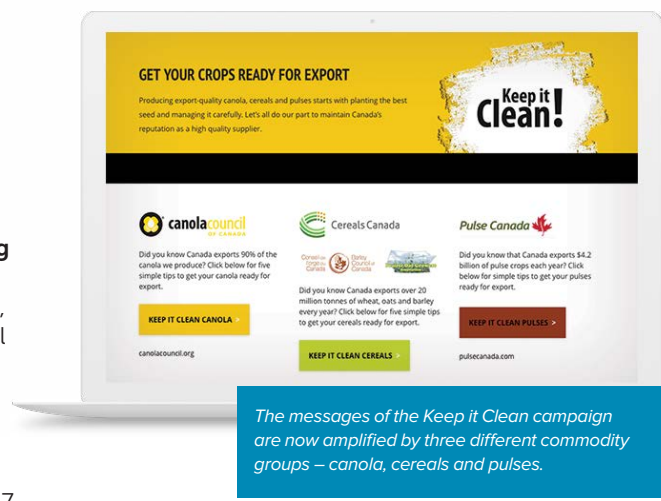 GET YOUR CROPS READY FOR EXPORT
Producing export-quality canola, cereals and pulses starts with planting the best
seed and managing it carefully. Let's all do our part to maintain Canada's
reputation as a high quality supplier.
Keep it
Clean!
canolacouncil
OF CANADA
Did you know Canada exports 90% of the
canola we produce? Click below for five
simple tips to get your canola ready for
export.
KEEP IT CLEAN CANOLA >
canolacouncil.org
Cereals Canada
Barley
Council of
Canada
Did you know Canada exports over 20
million tonnes of wheat, oats and barley
every year? Click below for five simple tips
to get your cereals ready for export.
KEEP IT CLEAN CEREALS >
Pulse Canada
Did you know that Canada exports $4.2
billion of pulse crops each year? Click
below for simple tips to get your pulses
ready for export.
KEEP IT CLEAN PULSES >
pulsecanada.com
g
,
l
7
The messages of the Keep it Clean campaign
are now amplified by three different commodity
groups – canola, cereals and pulses.